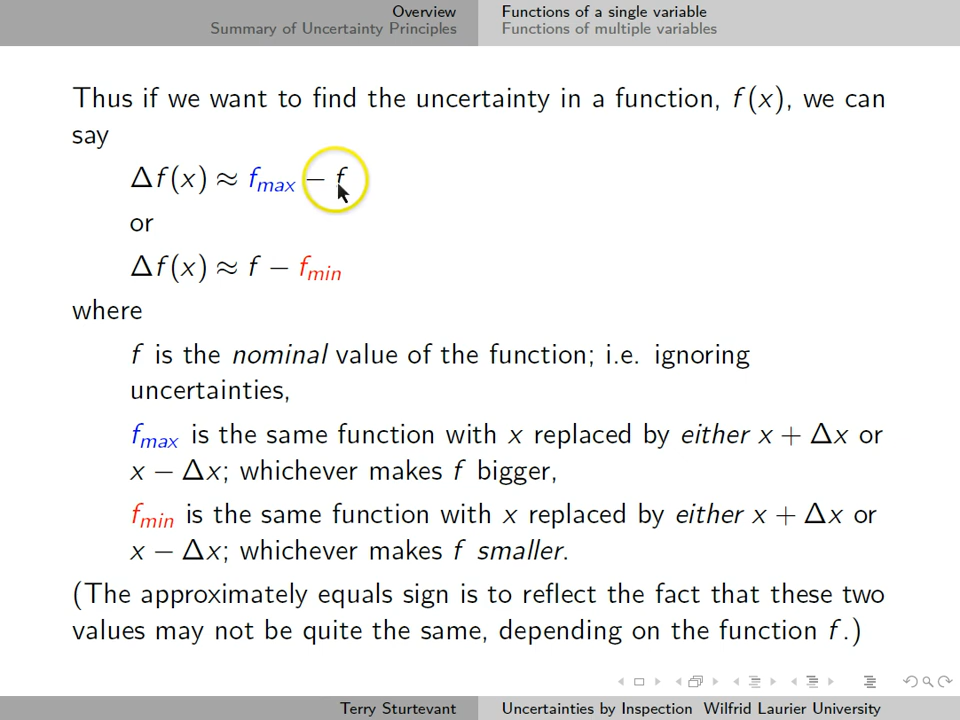 Overview Functions of a single variable
Summary of Uncertainty Principles Functions of multiple variables
Thus if we want to find the uncertainty in a function, f(x), we can
say
Δf(x) ≈ fmax − f
or
Δf(x) ≈ f − fmin
where
f is the nominal value of the function; i.e. ignoring
uncertainties,
fmax is the same function with x replaced by either x + Δx or
x − Δx; whichever makes f bigger,
fmin is the same function with x replaced by either x + Δx or
x − Δx; whichever makes f smaller.
(The approximately equals sign is to reflect the fact that these two
values may not be quite the same, depending on the function f.)
Terry Sturtevant Uncertainties by Inspection Wilfrid Laurier University